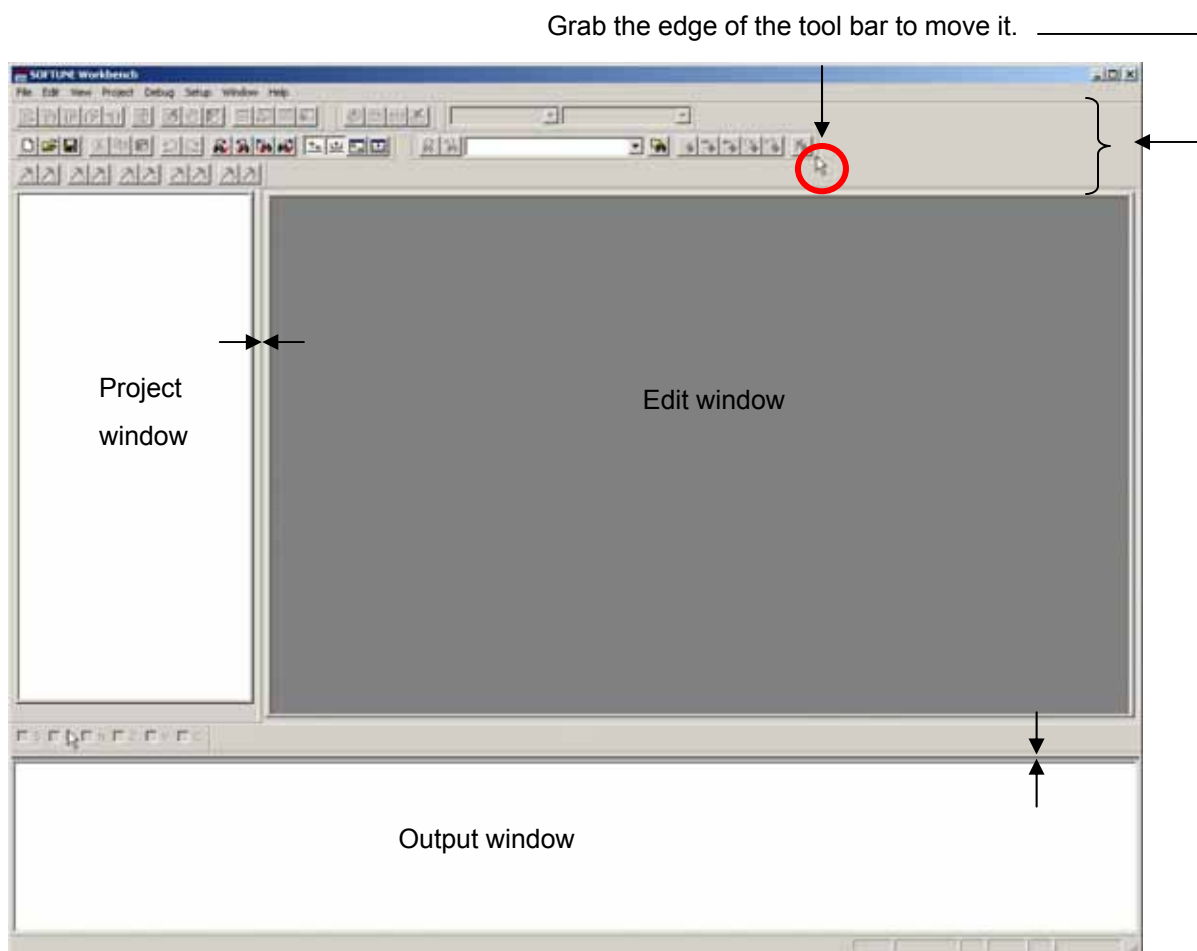 Grab the edge of the tool bar to move it.
SOFTUNE Workbench
File Edit View Project Debug Setup Window Help
Project
window
Edit window
Output window